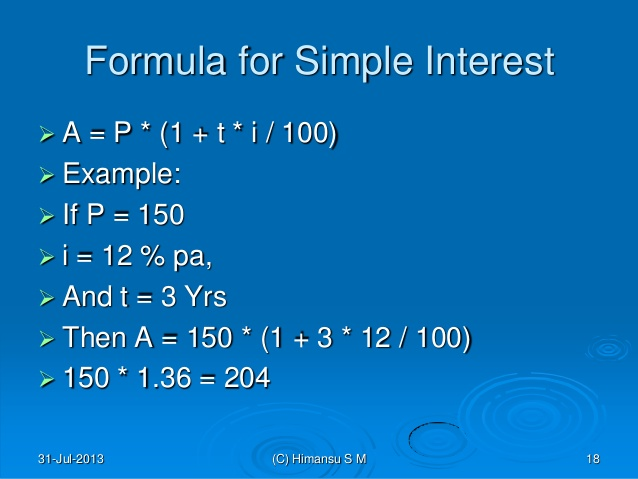 Formula for Simple Interest
A = P * (1 + t * i / 100)
Example:
If P = 150
i = 12 % pa,
And t = 3 Yrs
Then A = 150 * (1 + 3 * 12 / 100)
150 * 1.36 = 204
31-Jul-2013 (C) Himansu S M 18